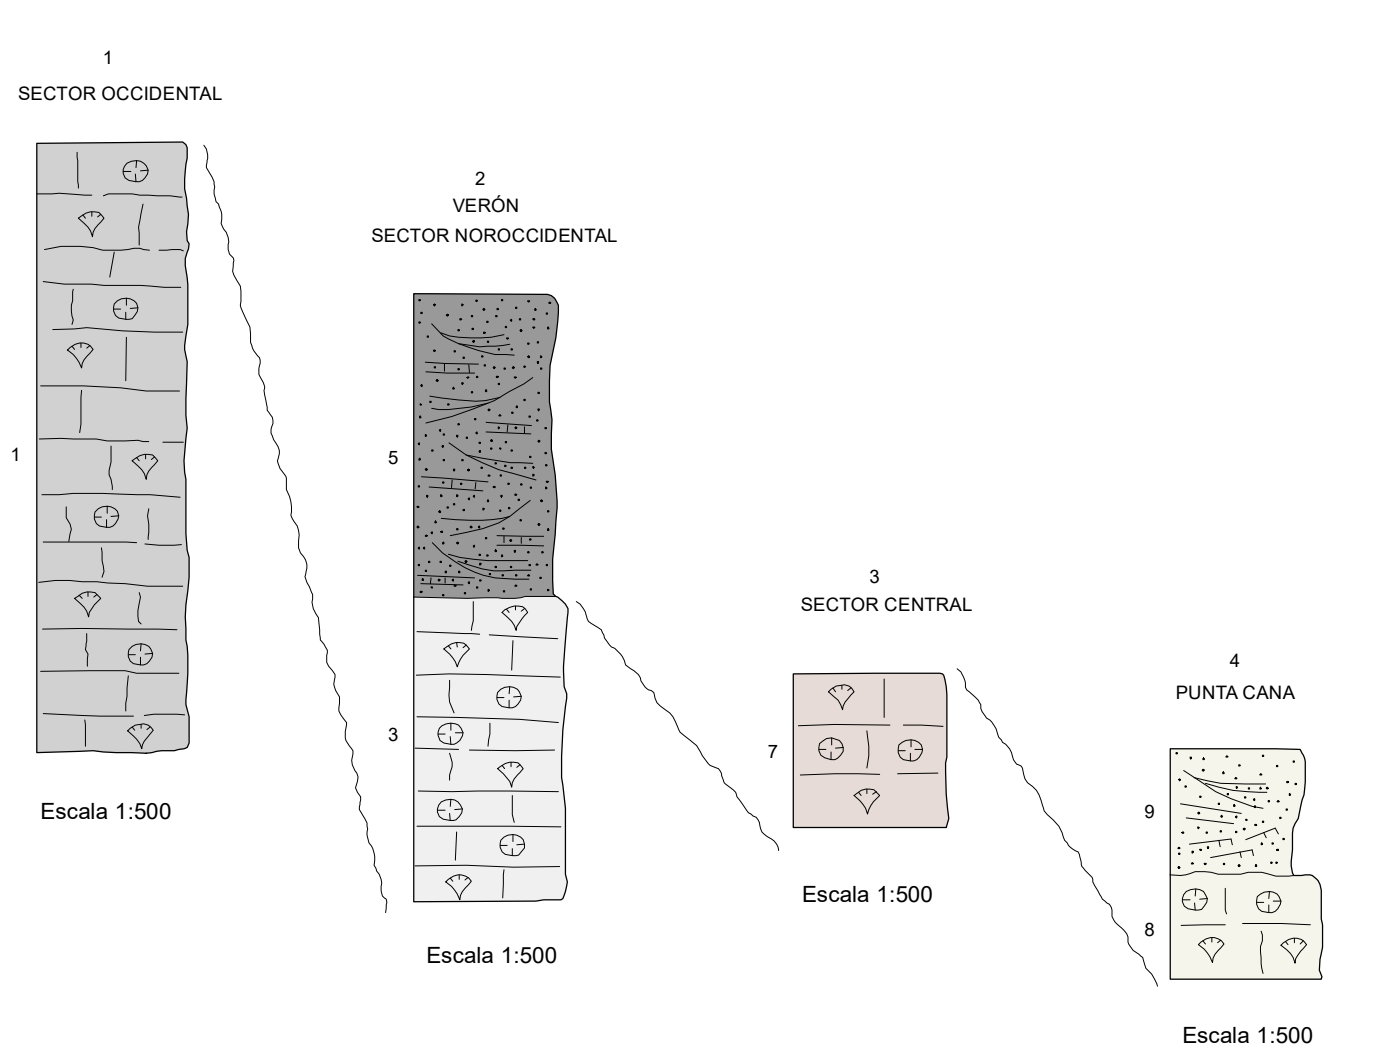 1
SECTOR OCCIDENTAL
1
Escala 1:500
2
VERÓN
SECTOR NOROCCIDENTAL
5
3
Escala 1:500
3
SECTOR CENTRAL
7
Escala 1:500
4
PUNTA CANA
9
8
Escala 1:500